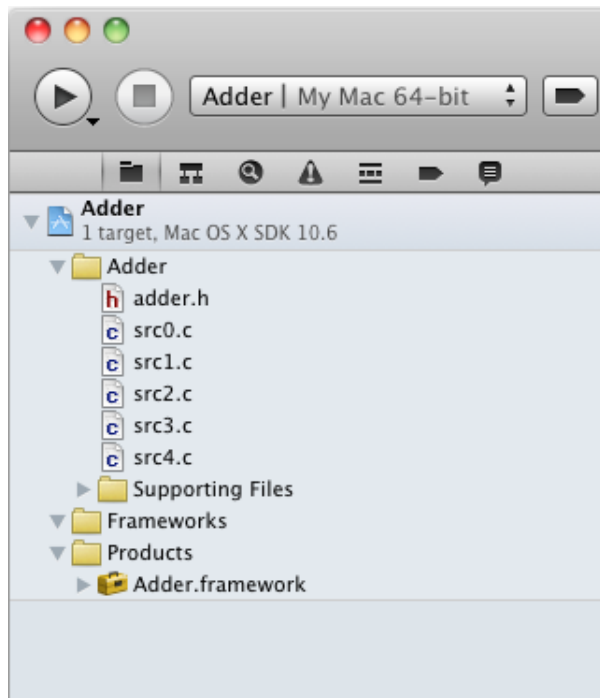 Adder | My Mac 64-bit
Adder
1 target, Mac OS X SDK 10.6
Adder
h adder.h
c src0.c
c src1.c
c src2.c
c src3.c
c src4.c
Supporting Files
Frameworks
Products
Adder.framework